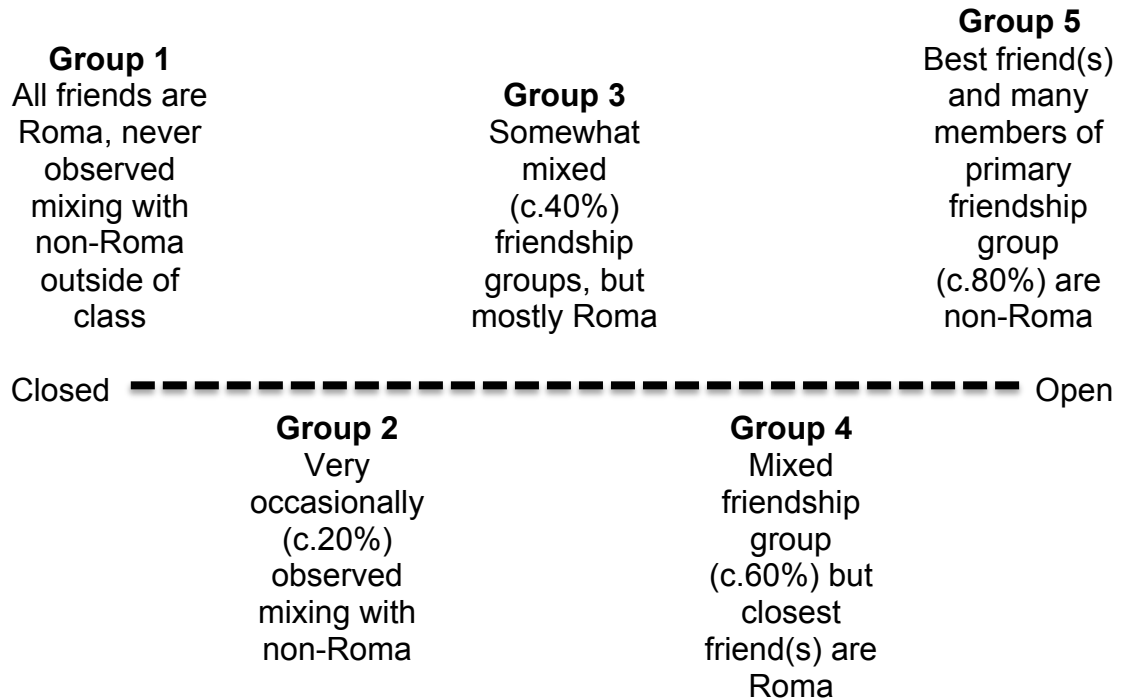 Group 1
All friends are
Roma, never
observed
mixing with
non-Roma
outside of
class
Group 3
Somewhat
mixed
(c.40%)
friendship
groups, but
mostly Roma
Group 5
Best friend(s)
and many
members of
primary
friendship
group
(c.80%) are
non-Roma
Closed
Open
Group 2
Very
occasionally
(c.20%)
observed
mixing with
non-Roma
Group 4
Mixed
friendship
group
(c.60%) but
closest
friend(s) are
Roma